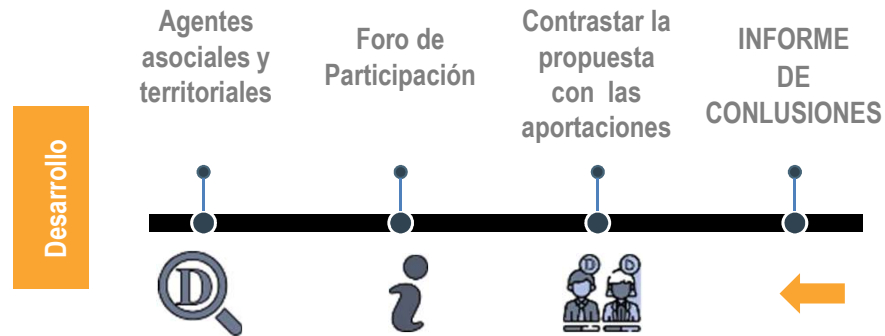 Agentes
asociales y
territoriales
Foro de
Participación
Contrastar la
propuesta
con las
aportaciones
INFORME
DE
CONLUSIONES
Desarrollo
D
D
D